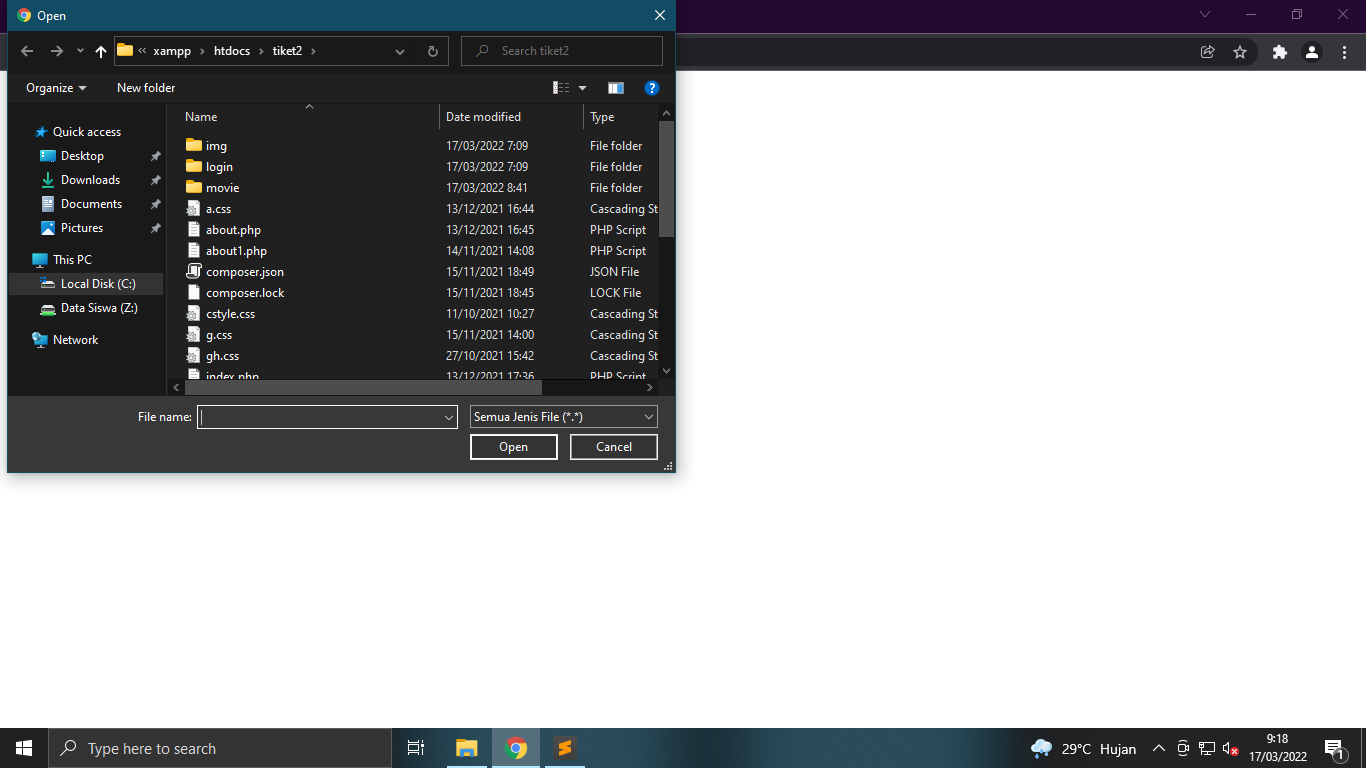 Open
xampp › htdocs › tiket2 ›
Search tiket2
Organize
New folder
Name
Date modified
Type
Quick access
Desktop
Downloads
Documents
Pictures
This PC
Local Disk (C:)
Data Siswa (Z:)
Network
img 17/03/2022 7:09 File folder
login 17/03/2022 7:09 File folder
movie 17/03/2022 8:41 File folder
a.css 13/12/2021 16:44 Cascading St
about.php 13/12/2021 16:45 PHP Script
about1.php 14/11/2021 14:08 PHP Script
composer.json 15/11/2021 18:49 JSON File
composer.lock 15/11/2021 18:45 LOCK File
cstyle.css 11/10/2021 10:27 Cascading St
g.css 15/11/2021 14:00 Cascading St
gh.css 27/10/2021 15:42 Cascading St
index.php 13/12/2021 17:36 PHP Script
File name:
Semua Jenis File (*.*)
Open
Cancel
Type here to search
29°C Hujan
9:18
17/03/2022
1